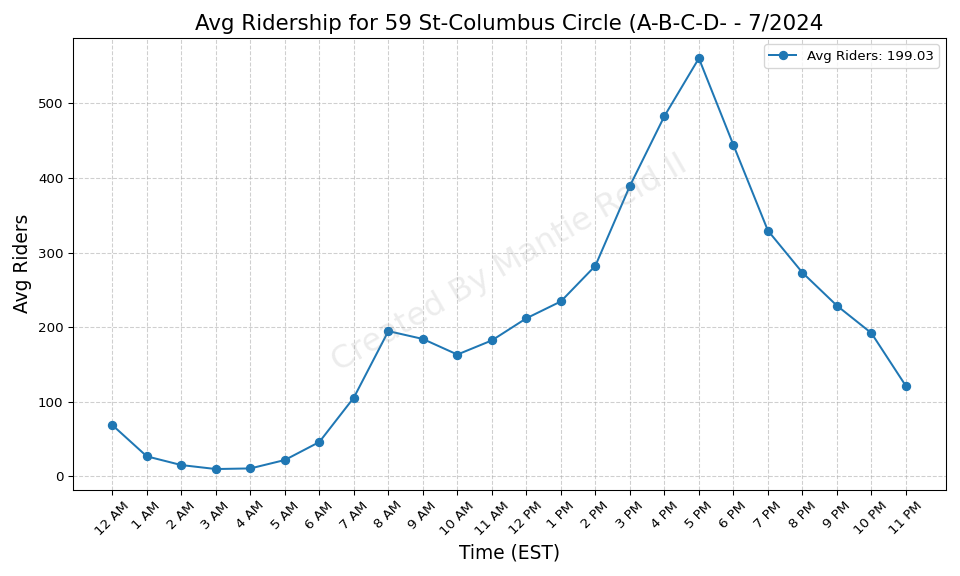 Avg Ridership for 59 St-Columbus Circle (A-B-C-D- - 7/2024
Avg Riders: 199.03
Avg Riders
500
400
300
200
100
0
Created By Mantle Reid II
12 AM 1 AM 2 AM 3 AM 4 AM 5 AM 6 AM 7 AM 8 AM 9 AM 10 AM 11 AM 12 PM 1 PM 2 PM 3 PM 4 PM 5 PM 6 PM 7 PM 8 PM 9 PM 10 PM 11 PM
Time (EST)